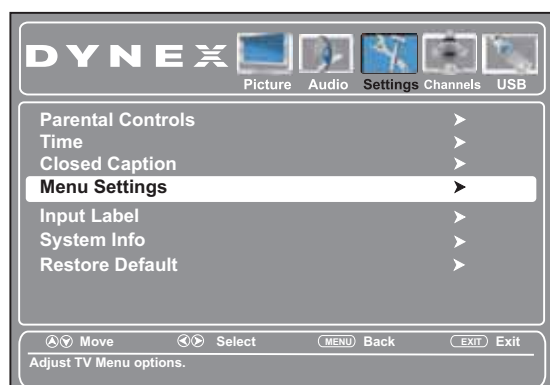 DYNEX
Picture Audio Settings Channels USB
Parental Controls
Time
Closed Caption
Menu Settings
Input Label
System Info
Restore Default
Move Select MENU Back EXIT Exit
Adjust TV Menu options.